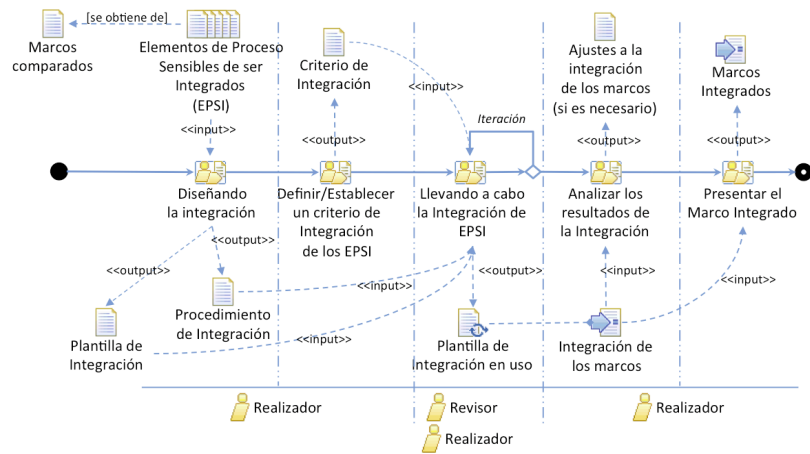 [se obtiene de]
Marcos
comparados
Elementos de Proceso
Sensibles de ser
Integrados
(EPSI)
Criterio de
Integración
Ajustes a la
integración
de los marcos
(si es necesario)
Marcos
Integrados
<<input>>
<<input>>
Iteración
<<output>>
<<output>>
<<output>>
Diseñando
la integración
Definir/Establecer
un criterio de
Integración
de los EPSI
Llevando a cabo
la Integración de
EPSI
Analizar los
resultados de
la Integración
Presentar el
Marco Integrado
<<output>>
<<output>>
<<output>>
<<input>>
<<input>>
<<input>>
<<input>>
Procedimiento
de Integración
Plantilla de
Integración
Plantilla de
Integración en uso
Integración de
los marcos
Realizador
Revisor
Realizador
Realizador